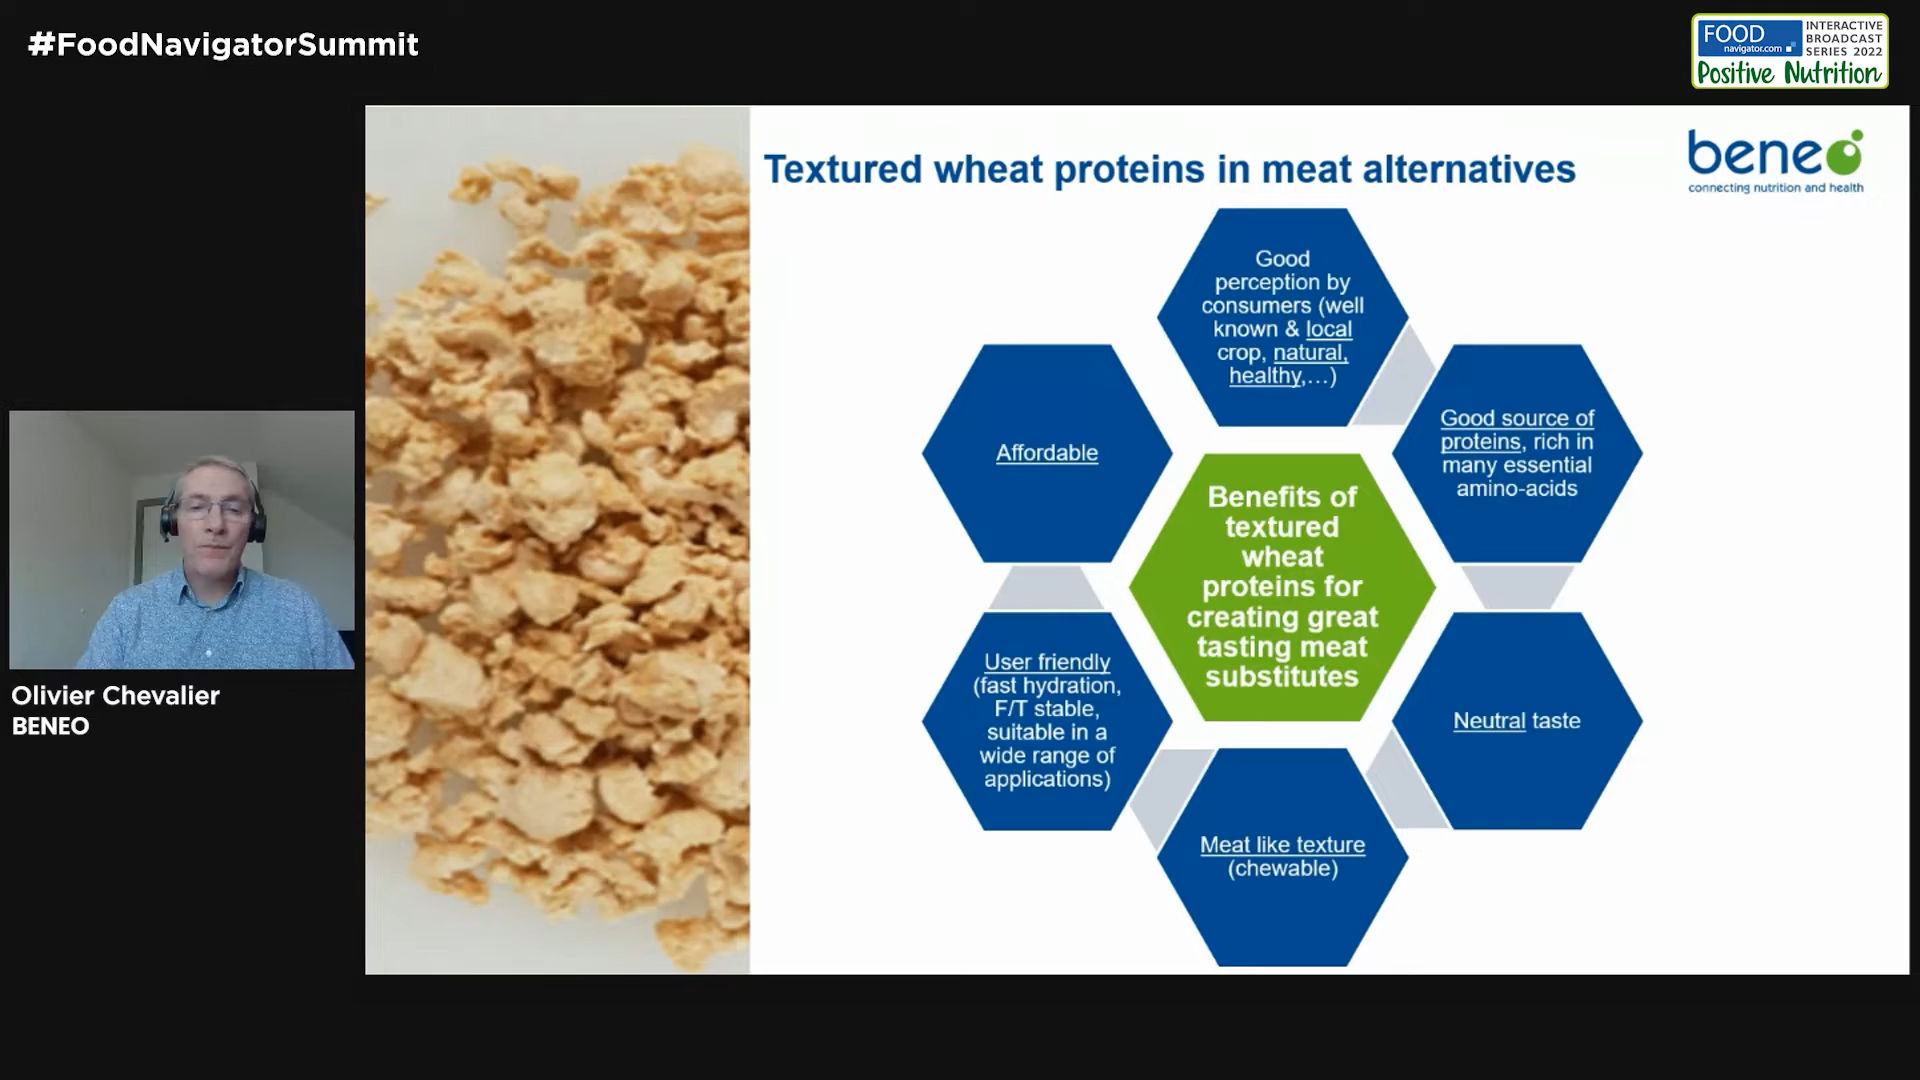 #FoodNavigatorSummit
FOOD
navigator.com
INTERACTIVE
BROADCAST
SERIES 2022
Positive Nutrition
Textured wheat proteins in meat alternatives
beneo
connecting nutrition and health
Good
perception by
consumers (well
known & local
crop, natural,
healthy,...)
Good source of
proteins, rich in
many essential
amino-acids
Neutral taste
Meat like texture
(chewable)
User friendly
(fast hydration,
F/T stable,
suitable in a
wide range of
applications)
Affordable
Benefits of
textured
wheat
proteins for
creating great
tasting meat
substitutes
Olivier Chevalier
BENEO